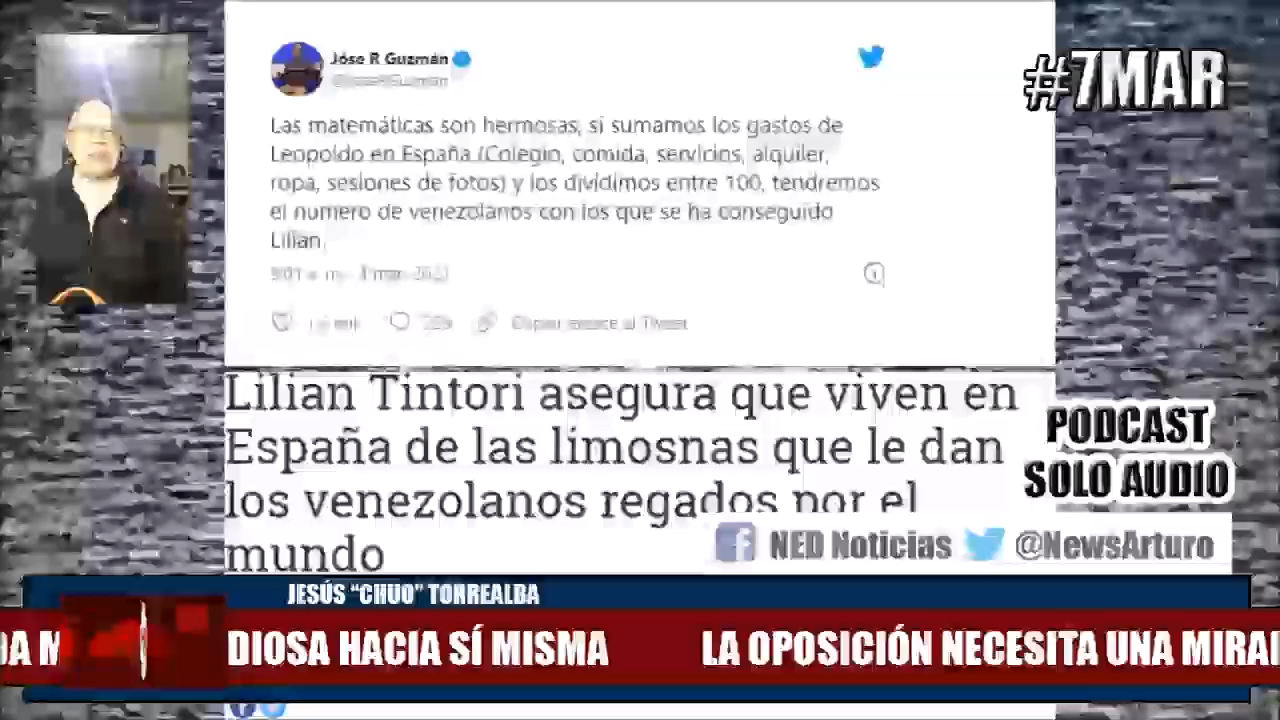 Jóse R Guzmán
#7MAR
Las matemáticas son hermosas, si sumamos los gastos de
Leopoldo en España (Colegio, comida, servicios, alquiler,
ropa, sesiones de fotos) y los dividimos entre 100, tendremos
el numero de venezolanos con los que se ha conseguido
Lilian.
Lilian Tintori asegura que viven en
España de las limosnas que le dan
los venezolanos regados por el
mundo
PODCAST
SOLO AUDIO
NED Noticias @NewsArturo
JESÚS “CHUO” TORREALBA
DIOSA HACIA SÍ MISMA LA OPOSICIÓN NECESITA UNA MIRA